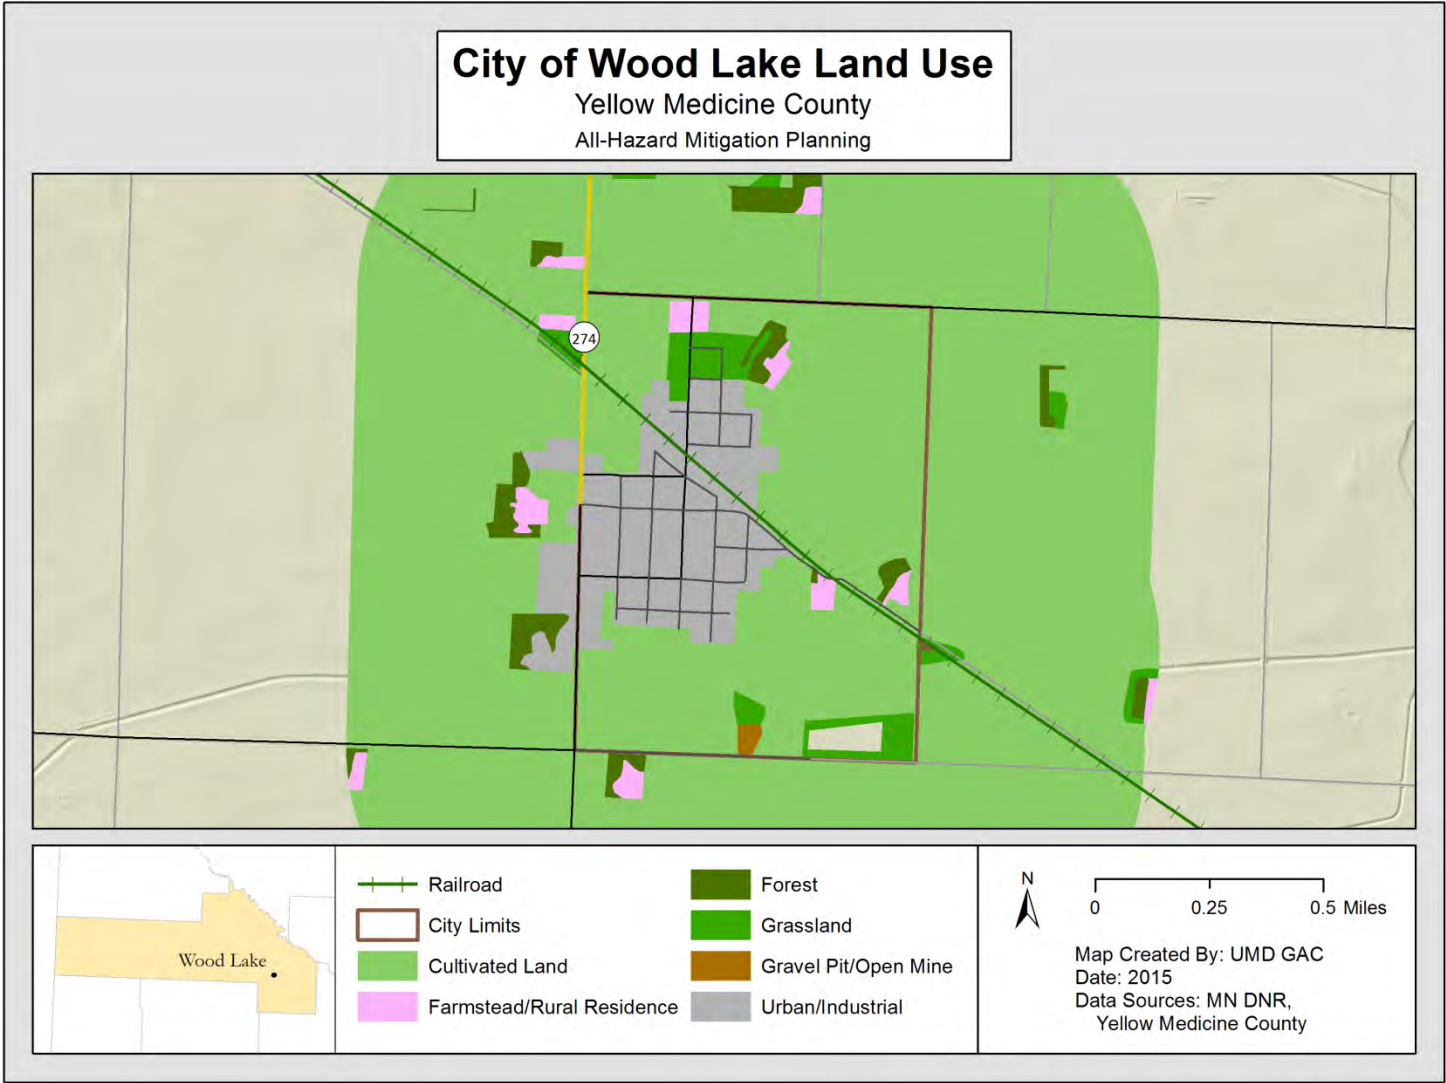 City of Wood Lake Land Use
Yellow Medicine County
All-Hazard Mitigation Planning
274
Wood Lake
Railroad
City Limits
Cultivated Land
Farmstead/Rural Residence
Forest
Grassland
Gravel Pit/Open Mine
Urban/Industrial
N
0 0.25 0.5 Miles
Map Created By: UMD GAC
Date: 2015
Data Sources: MN DNR,
Yellow Medicine County